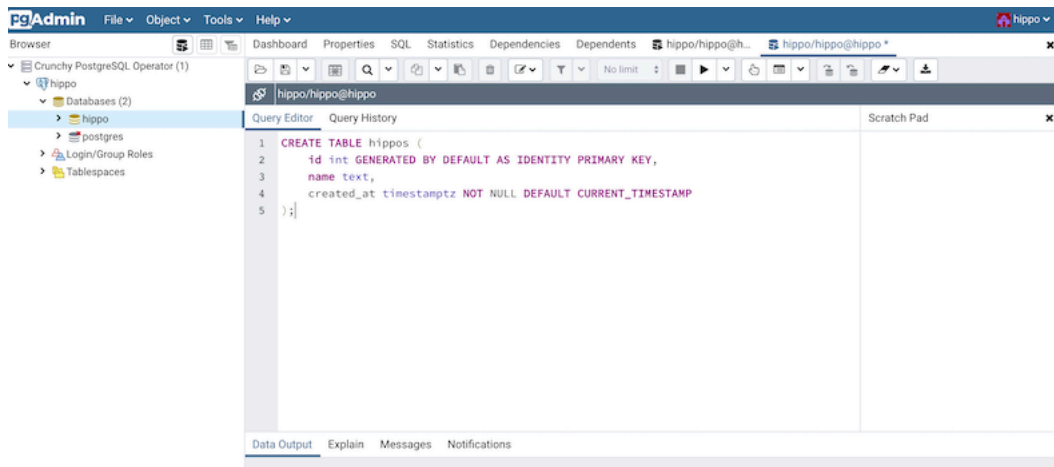 pgAdmin File Object Tools Help hippo
Browser Dashboard Properties SQL Statistics Dependencies Dependents hippo/hippo@h... hippo/hippo@hippo *
Crunchy PostgreSQL Operator (1)
No limit
hippo
hippo/hippo@hippo
Databases (2)
hippo
Query Editor Query History Scratch Pad
postgres
Login/Group Roles
Tablespaces
1 CREATE TABLE hippos (
2 id int GENERATED BY DEFAULT AS IDENTITY PRIMARY KEY,
3 name text,
4 created_at timestamptz NOT NULL DEFAULT CURRENT_TIMESTAMP
5 );
Data Output Explain Messages Notifications